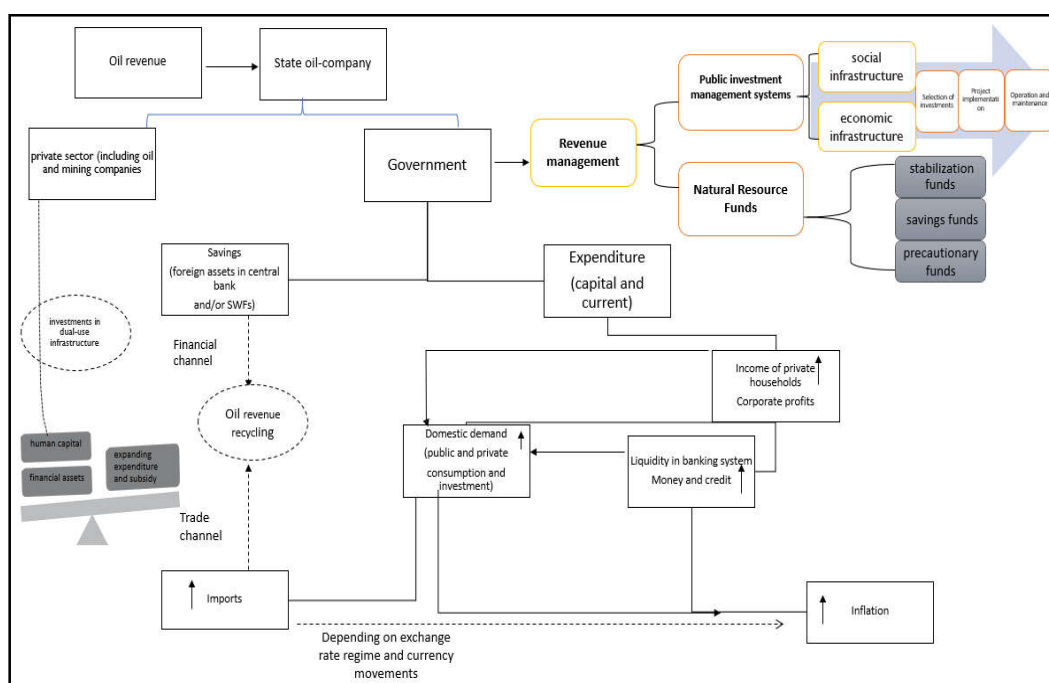 Oil revenue
State oil-company
Public investment
management systems
social
infrastructure
economic
infrastructure
Selection of
investments
Project
implementati
on
Operation and
maintenance
private sector (including oil
and mining companies
Government
Revenue
management
Natural Resource
Funds
stabilization
funds
savings funds
precautionary
funds
Savings
(foreign assets in central
bank
and/or SWFs)
Expenditure
(capital and
current)
investments in
dual-use
infrastructure
Financial
channel
Income of private
households
Corporate profits
Oil revenue
recycling
Domestic demand
(public and private
consumption and
investment)
Liquidity in banking system
Money and credit
human capital
financial assets
expanding
expenditure
and subsidy
Trade
channel
Imports
Inflation
Depending on exchange
rate regime and currency
movements